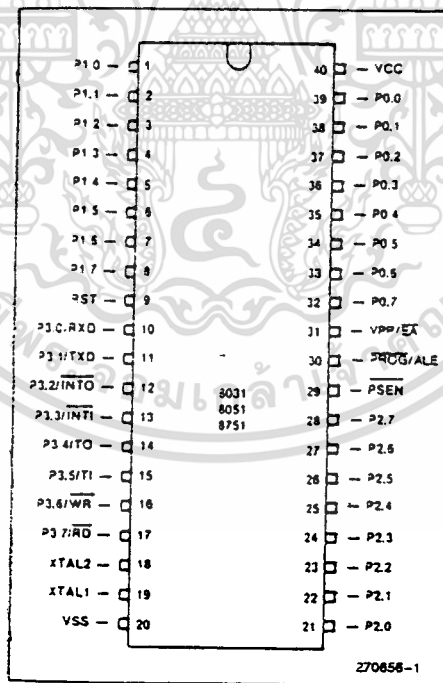 P1.0 1 40 VCC
P1.1 2 39 P0.0
P1.2 3 38 P0.1
P1.3 4 37 P0.2
P1.4 5 36 P0.3
P1.5 6 35 P0.4
P1.6 7 34 P0.5
P1.7 8 33 P0.6
RST 9 32 P0.7
P3.0/RXD 10 31 VPP/EA
P3.1/TXD 11 30 PROG/ALE
P3.2/INT0 12 29 PSEN
P3.3/INT1 13 28 P2.7
P3.4/T0 14 27 P2.6
P3.5/T1 15 26 P2.5
P3.6/WR 16 25 P2.4
P3.7/RD 17 24 P2.3
XTAL2 18 23 P2.2
XTAL1 19 22 P2.1
VSS 20 21 P2.0
8031
8051
8751
270656-1